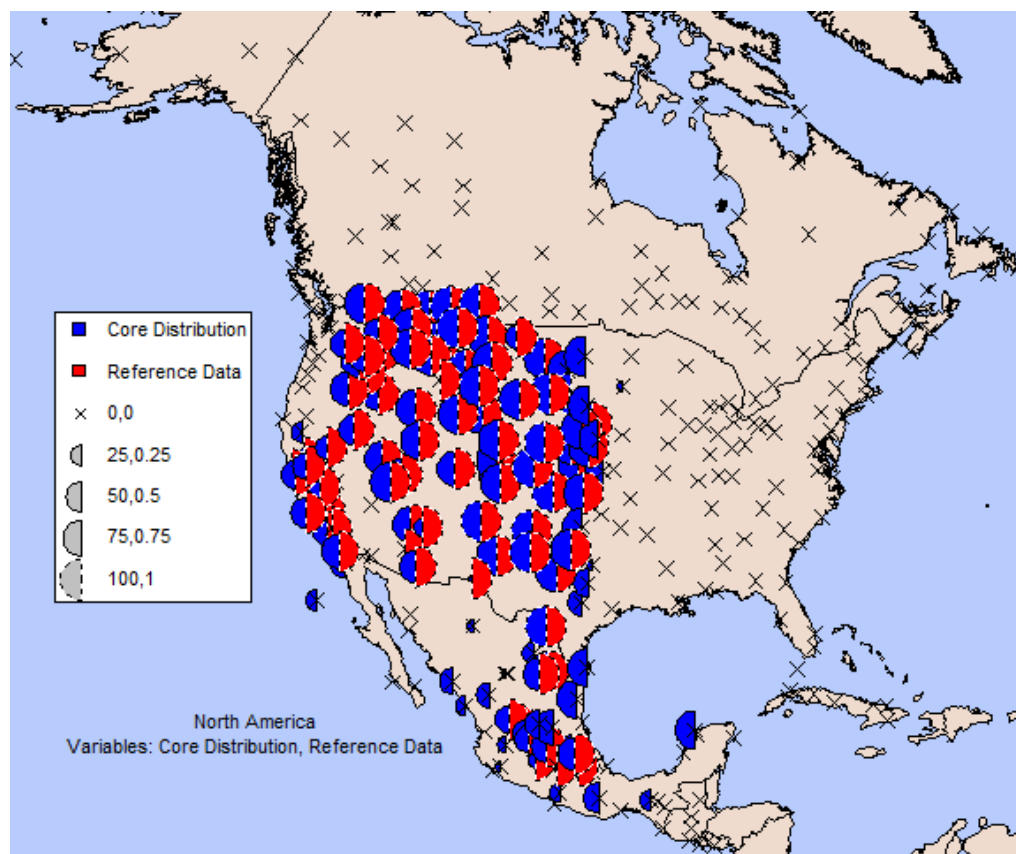 Core Distribution
Reference Data
0,0
25,0.25
50,0.5
75,0.75
100,1
North America
Variables: Core Distribution, Reference Data